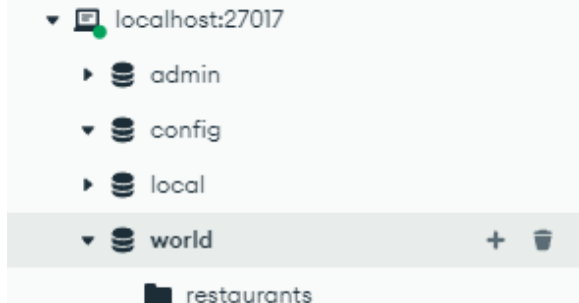 localhost:27017
admin
config
local
world
restaurants